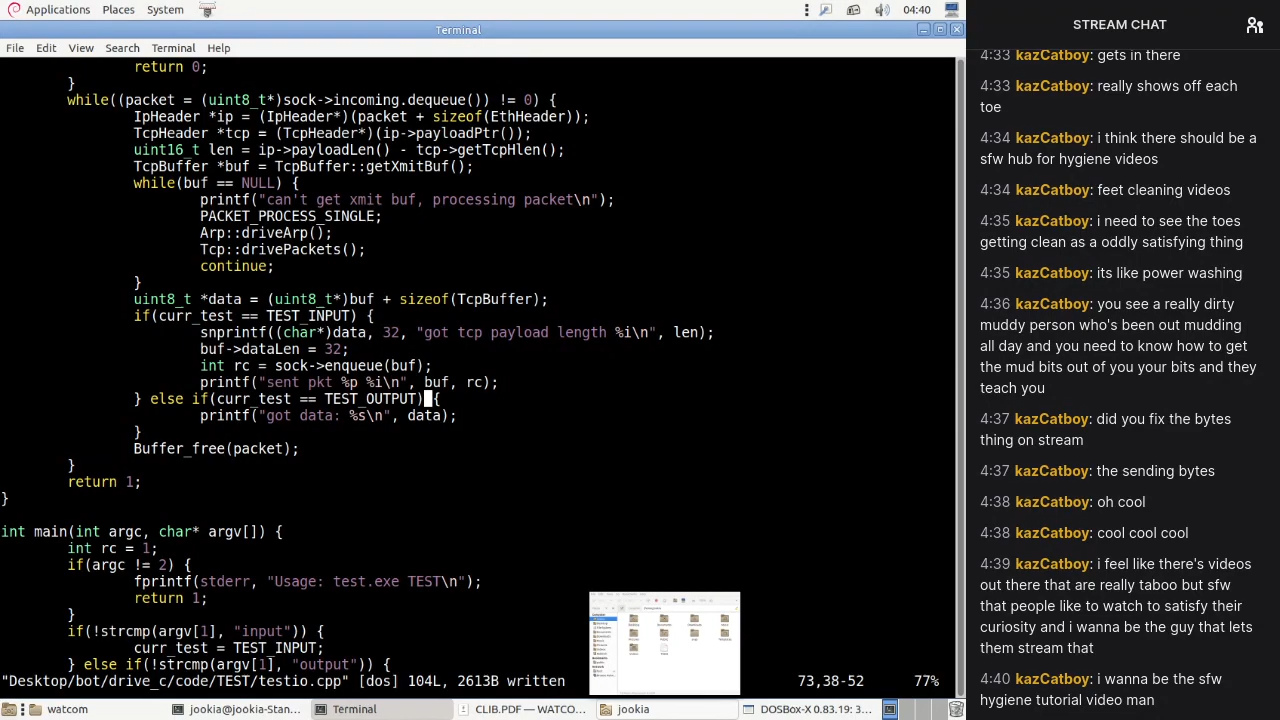 Applications Places System 04:40
Terminal
File Edit View Search Terminal Help
return 0;
}
while((packet = (uint8_t*)sock->incoming.dequeue()) != 0) {
IpHeader *ip = (IpHeader*)(packet + sizeof(EthHeader));
TcpHeader *tcp = (TcpHeader*)(ip->payloadPtr());
uint16_t len = ip->payloadLen() - tcp->getTcpHlen();
TcpBuffer *buf = TcpBuffer::getXmitBuf();
while(buf == NULL) {
printf("can't get xmit buf, processing packet\n");
PACKET_PROCESS_SINGLE;
Arp::driveArp();
Tcp::drivePackets();
continue;
}
uint8_t *data = (uint8_t*)buf + sizeof(TcpBuffer);
if(curr_test == TEST_INPUT) {
snprintf((char*)data, 32, "got tcp payload length %i\n", len);
buf->dataLen = 32;
int rc = sock->enqueue(buf);
printf("sent pkt %p %i\n", buf, rc);
} else if(curr_test == TEST_OUTPUT) {
printf("got data: %s\n", data);
}
Buffer_free(packet);
}
return 1;
}
int main(int argc, char* argv[]) {
int rc = 1;
if(argc != 2) {
fprintf(stderr, "Usage: test.exe TEST\n");
return 1;
}
if(!strcmp(argv[1], "input")) {
"input")) {
} else if(!strcmp(argv[1], "output")) {
[dos] 104L, 2613B written 73,38-52 77%
watcom jookia@jookia-Stan... Terminal CLIB.PDF — WATCO... jookia DOSBox-X 0.83.19: 3...
STREAM CHAT
4:33 kazCatboy: gets in there
4:33 kazCatboy: really shows off each
toe
4:34 kazCatboy: i think there should be a
sfw hub for hygiene videos
4:34 kazCatboy: feet cleaning videos
4:35 kazCatboy: i need to see the toes
getting clean as a oddly satisfying thing
4:35 kazCatboy: its like power washing
4:36 kazCatboy: you see a really dirty
muddy person who's been out mudding
all day and you need to know how to get
the mud bits out of you your bits and they
teach you
4:37 kazCatboy: did you fix the bytes
thing on stream
4:37 kazCatboy: the sending bytes
4:38 kazCatboy: oh cool
4:38 kazCatboy: cool cool cool
4:39 kazCatboy: i feel like there's videos
out there that are really taboo but sfw
but people just wach to satisfy their
curiosity and i wanna be the guy that lets
them stream that
4:40 kazCatboy: i wanna be the sfw
hygiene tutorial video man